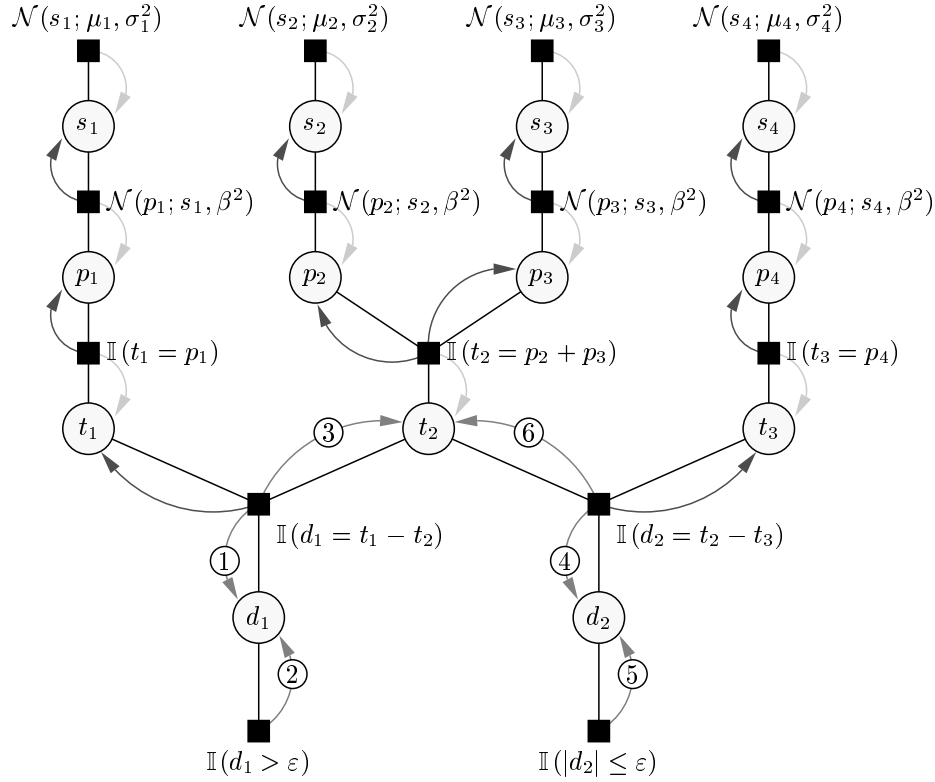 𝒩(s₁; μ₁, σ₁²) 𝒩(s₂; μ₂, σ₂²) 𝒩(s₃; μ₃, σ₃²) 𝒩(s₄; μ₄, σ₄²)
s₁ s₂ s₃ s₄
𝒩(p₁; s₁, β²) 𝒩(p₂; s₂, β²) 𝒩(p₃; s₃, β²) 𝒩(p₄; s₄, β²)
p₁ p₂ p₃ p₄
𝕀(t₁ = p₁) 𝕀(t₂ = p₂ + p₃) 𝕀(t₃ = p₄)
t₁ 3 t₂ 6 t₃
𝕀(d₁ = t₁ − t₂) 𝕀(d₂ = t₂ − t₃)
1 4
d₁ d₂
2 5
𝕀(d₁ > ε) 𝕀(|d₂| ≤ ε)